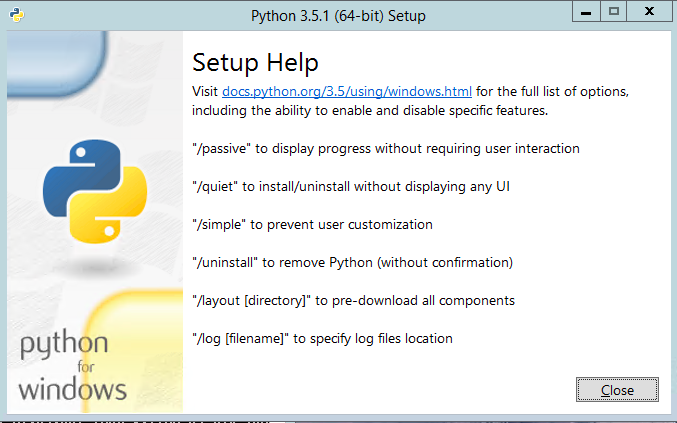 Python 3.5.1 (64-bit) Setup
Setup Help
Visit docs.python.org/3.5/using/windows.html for the full list of options,
including the ability to enable and disable specific features.
"/passive" to display progress without requiring user interaction
"/quiet" to install/uninstall without displaying any UI
"/simple" to prevent user customization
"/uninstall" to remove Python (without confirmation)
"/layout [directory]" to pre-download all components
"/log [filename]" to specify log files location
python
for
windows
Close